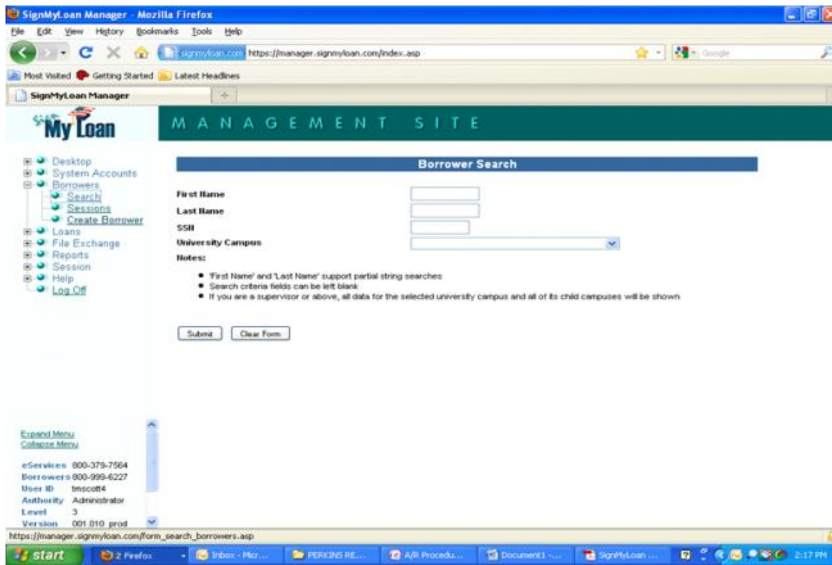 SignMyLoan Manager - Mozilla Firefox
File Edit View History Bookmarks Tools Help
signmyloan.com https://manager.signmyloan.com/index.asp
Google
Most Visited Getting Started Latest Headlines
SignMyLoan Manager
Sign My Loan
MANAGEMENT SITE
Desktop
System Accounts
Borrowers
Search
Sessions
Create Borrower
Loans
File Exchange
Reports
Session
Help
Log Off
Borrower Search
First Name
Last Name
SSN
University Campus
Notes:
'First Name' and 'Last Name' support partial string searches
Search criteria fields can be left blank
If you are a supervisor or above, all data for the selected university campus and all of its child campuses will be shown
Submit Clear Form
Expand Menu
Collapse Menu
eServices 800-379-7564
Borrowers 800-999-6227
User ID tmscott4
Authority Administrator
Level 3
Version 001.010 prod
https://manager.signmyloan.com/form_search_borrowers.asp
start 2 Firefox Inbox - Micr... PERKINS RE... A/R Procedu... Document1 -... SignMyLoan ... 2:17 PM